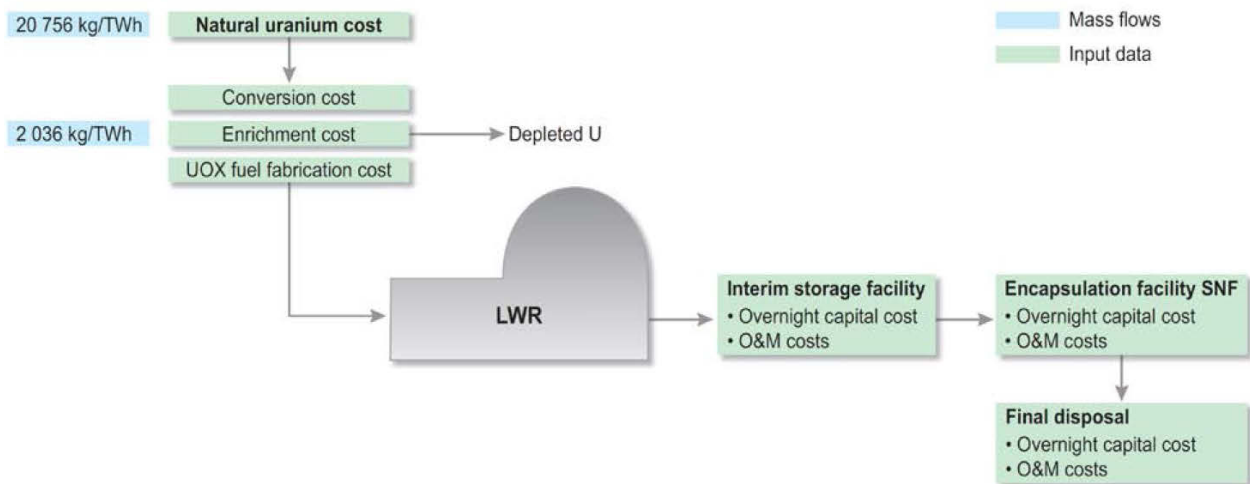 20 756 kg/TWh
Natural uranium cost
Mass flows
Input data
Conversion cost
2 036 kg/TWh
Enrichment cost
Depleted U
UOX fuel fabrication cost
LWR
Interim storage facility
• Overnight capital cost
• O&M costs
Encapsulation facility SNF
• Overnight capital cost
• O&M costs
Final disposal
• Overnight capital cost
• O&M costs